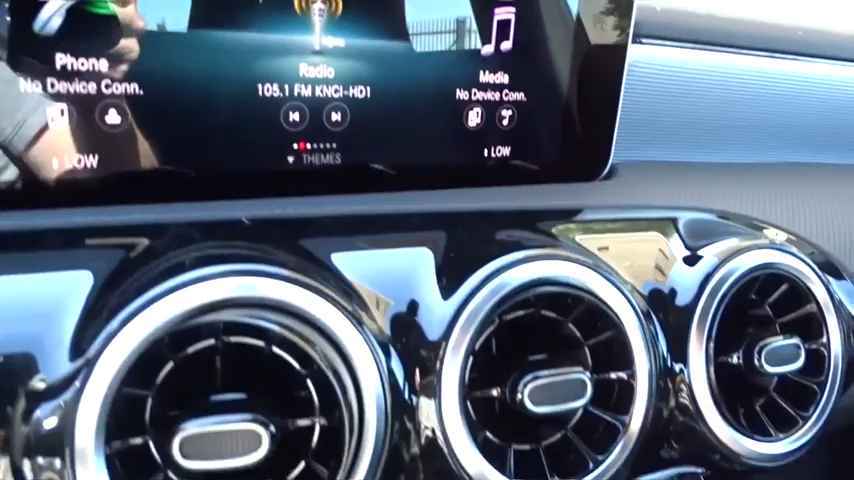 Phone
No Device Conn...
LOW
Radio
105.1 FM KNCI-HD1
THEMES
Media
No Device Conn...
LOW